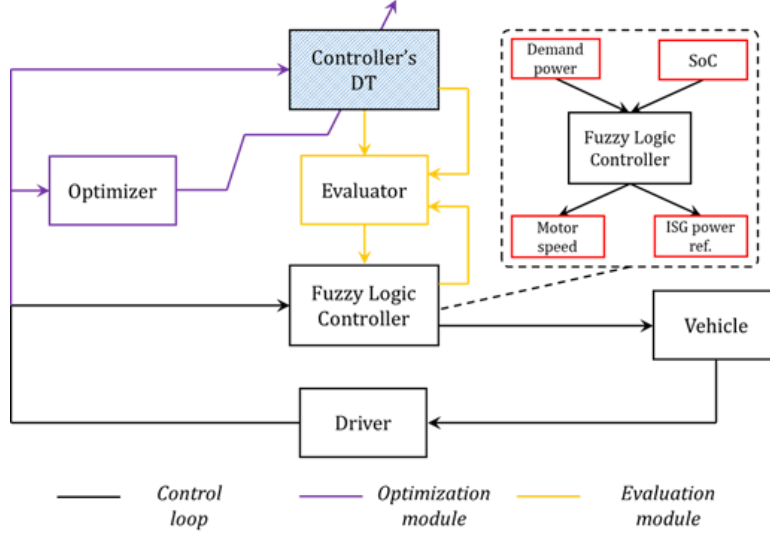 Controller's
DT
Demand
power
SoC
Fuzzy Logic
Controller
Optimizer
Evaluator
Motor
speed
ISG power
ref.
Fuzzy Logic
Controller
Vehicle
Driver
Control
loop
Optimization
module
Evaluation
module